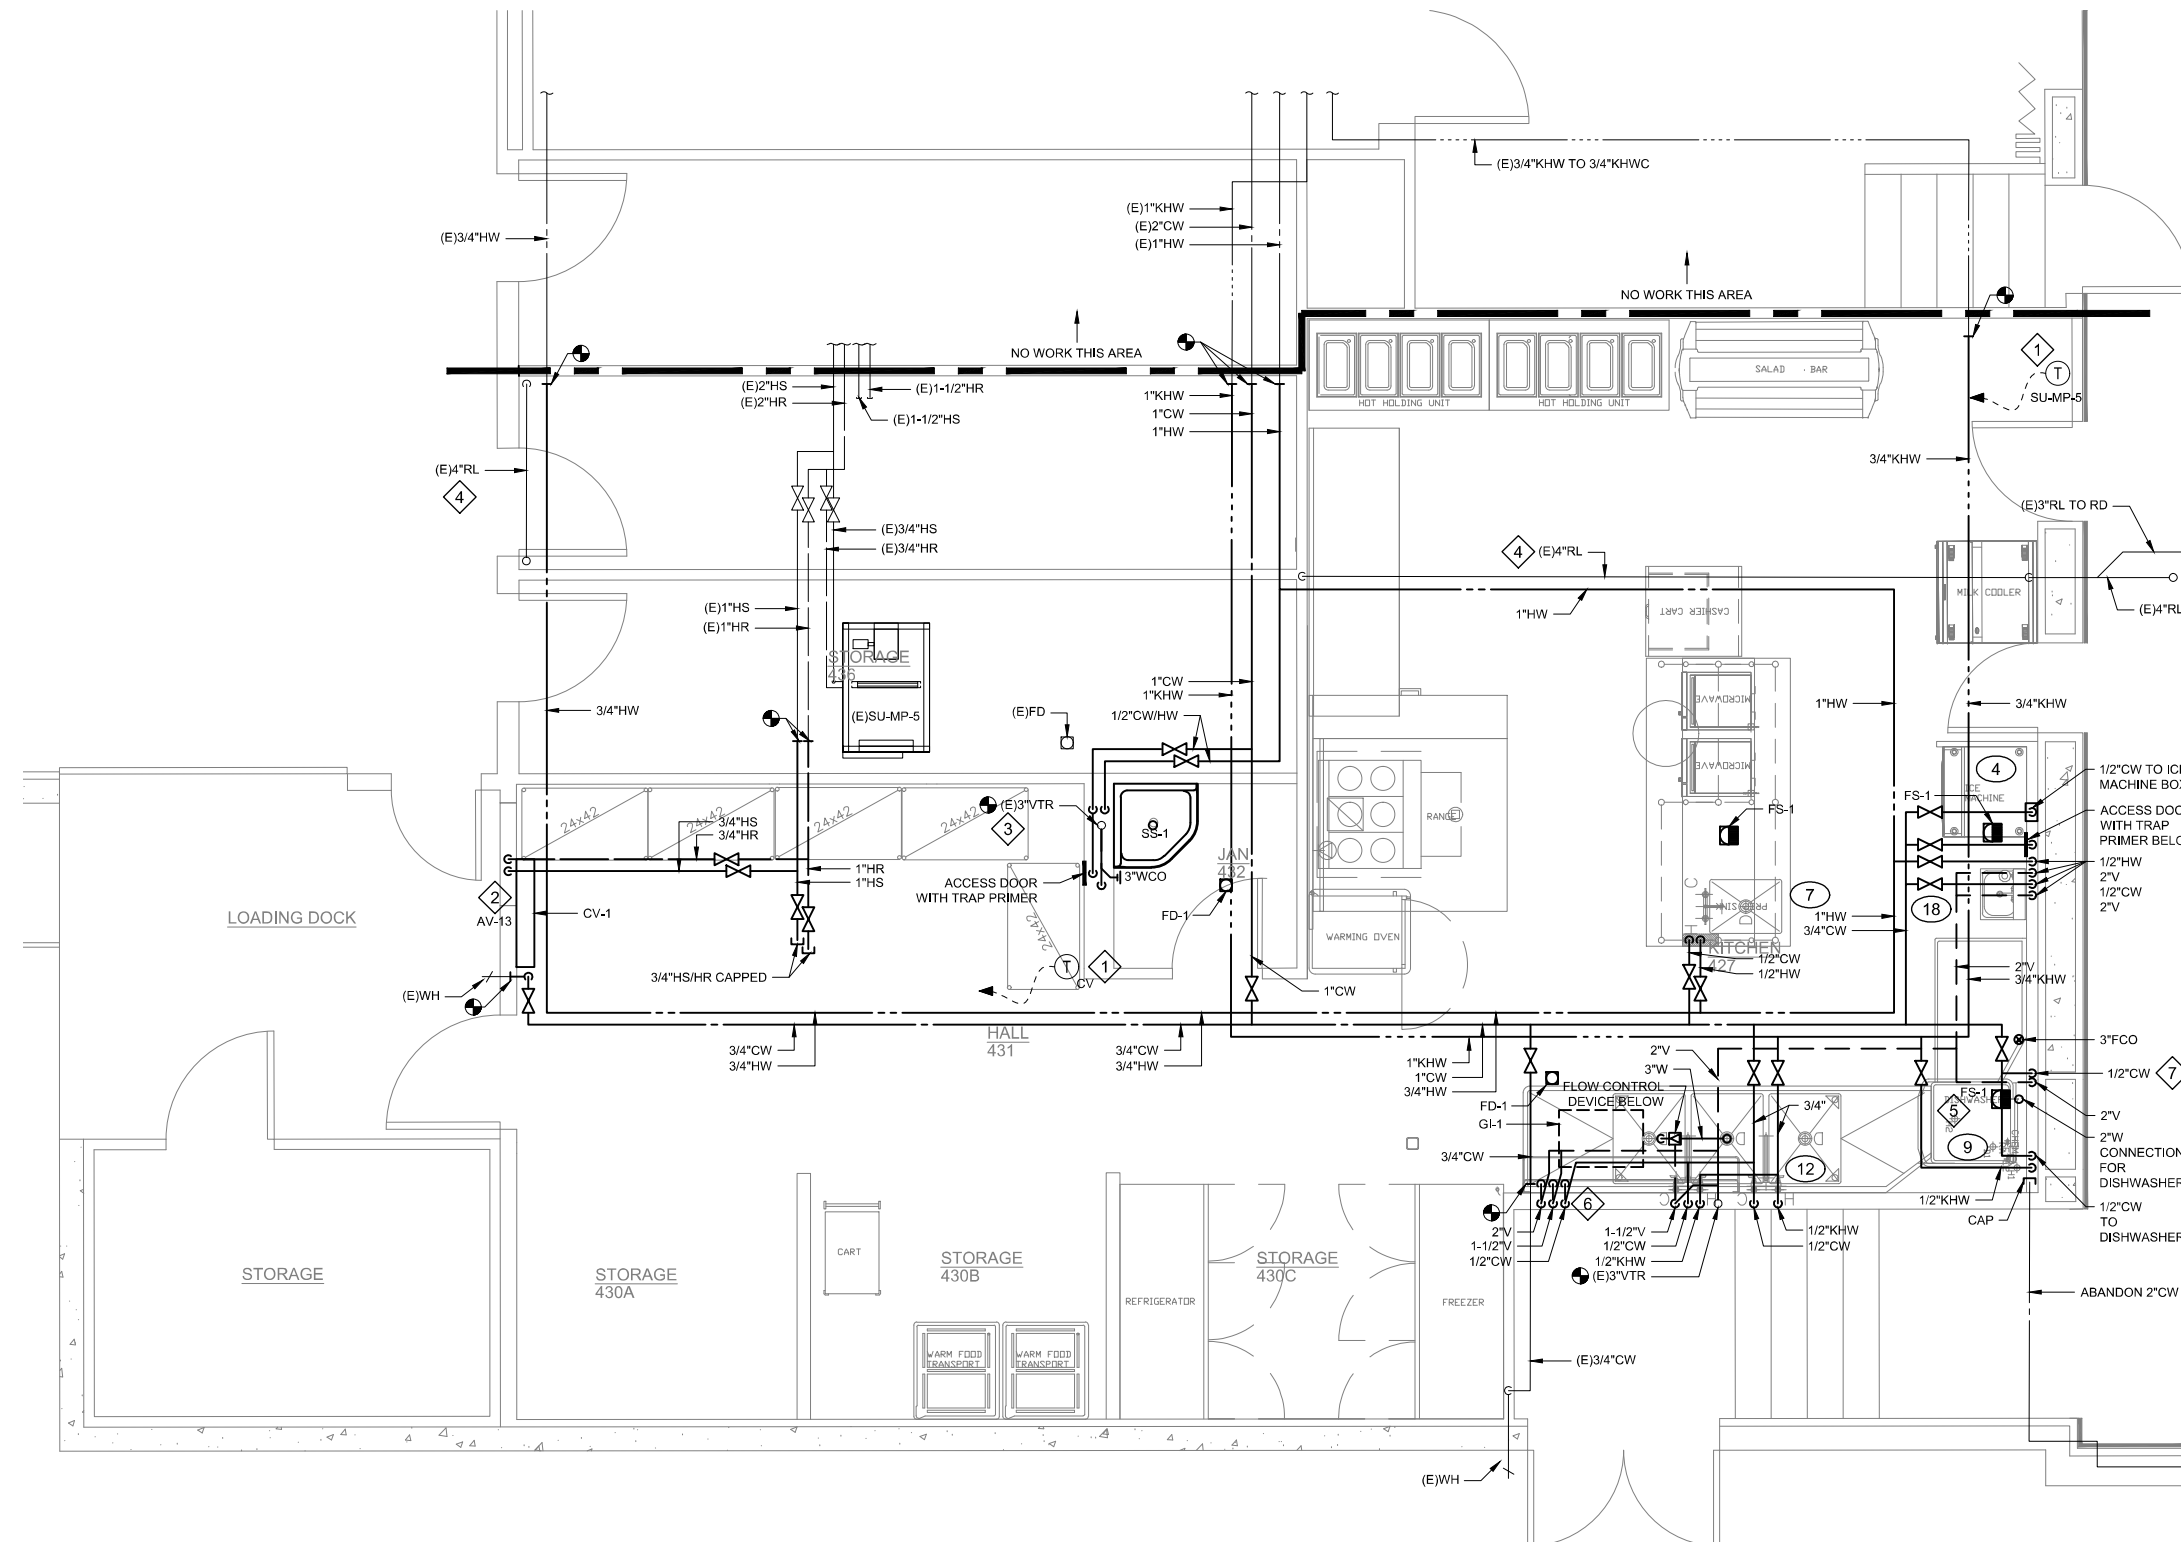 (E)3/4"KHW TO 3/4"KHWC
(E)1"KHW
(E)2"CW
(E)1"HW
(E)3/4"HW
NO WORK THIS AREA
NO WORK THIS AREA
1
T
SU-MP-5
(E)2"HS
(E)2"HR
(E)1-1/2"HR
(E)1-1/2"HS
1"KHW
1"CW
1"HW
HOT HOLDING UNIT
HOT HOLDING UNIT
SALAD BAR
(E)4"RL
4
3/4"KHW
(E)3"RL TO RD
(E)3/4"HS
(E)3/4"HR
4
(E)4"RL
MILK COOLER
(E)4"RL
(E)1"HS
(E)1"HR
1"HW
CASHIER CART
STORAGE
436
(E)SU-MP-5
1"CW
1"KHW
3/4"HW
(E)FD
1/2"CW/HW
MICROWAVE
MICROWAVE
1"HW
3/4"KHW
4
ICE
MACHINE
FS-1
1/2"CW TO ICE
MACHINE BOX
ACCESS DOO
WITH TRAP
PRIMER BELO
1/2"HW
2"V
1/2"CW
2"V
24x42
24x42
24x42
24x42
3/4"HS
3/4"HR
(E)3"VTR
3
SS-1
RANGE
FS-1
JAN
432
1"HR
1"HS
ACCESS DOOR
WITH TRAP PRIMER
3"WCO
FD-1
2
AV-13
CV-1
LOADING DOCK
24x42
WARMING OVEN
C
H
PREP SINK
7
KITCHEN
427
1/2"CW
1/2"HW
1"HW
3/4"CW
18
2"V
3/4"KHW
(E)WH
3/4"HS/HR CAPPED
T
1
CV
1"CW
HALL
431
3/4"CW
3/4"HW
3/4"CW
3/4"HW
1"KHW
1"CW
3/4"HW
2"V
3"W
FLOW CONTROL
DEVICE BELOW
FD-1
GI-1
3/4"CW
3/4"
D
D
12
FS-1
DISHWASHER
5
9
3"FCO
1/2"CW
7
2"V
2"W
CONNECTION
FOR
DISHWASHER
1/2"KHW
CAP
1/2"CW
TO
DISHWASHER
6
H
C
H
C
2"V
1-1/2"V
1/2"CW
1-1/2"V
1/2"CW
1/2"KHW
(E)3"VTR
1/2"KHW
1/2"CW
STORAGE
STORAGE
430A
CART
STORAGE
430B
STORAGE
430C
REFRIGERATOR
FREEZER
WARM FOOD
TRANSPORT
WARM FOOD
TRANSPORT
ABANDON 2"CW
(E)3/4"CW
(E)WH